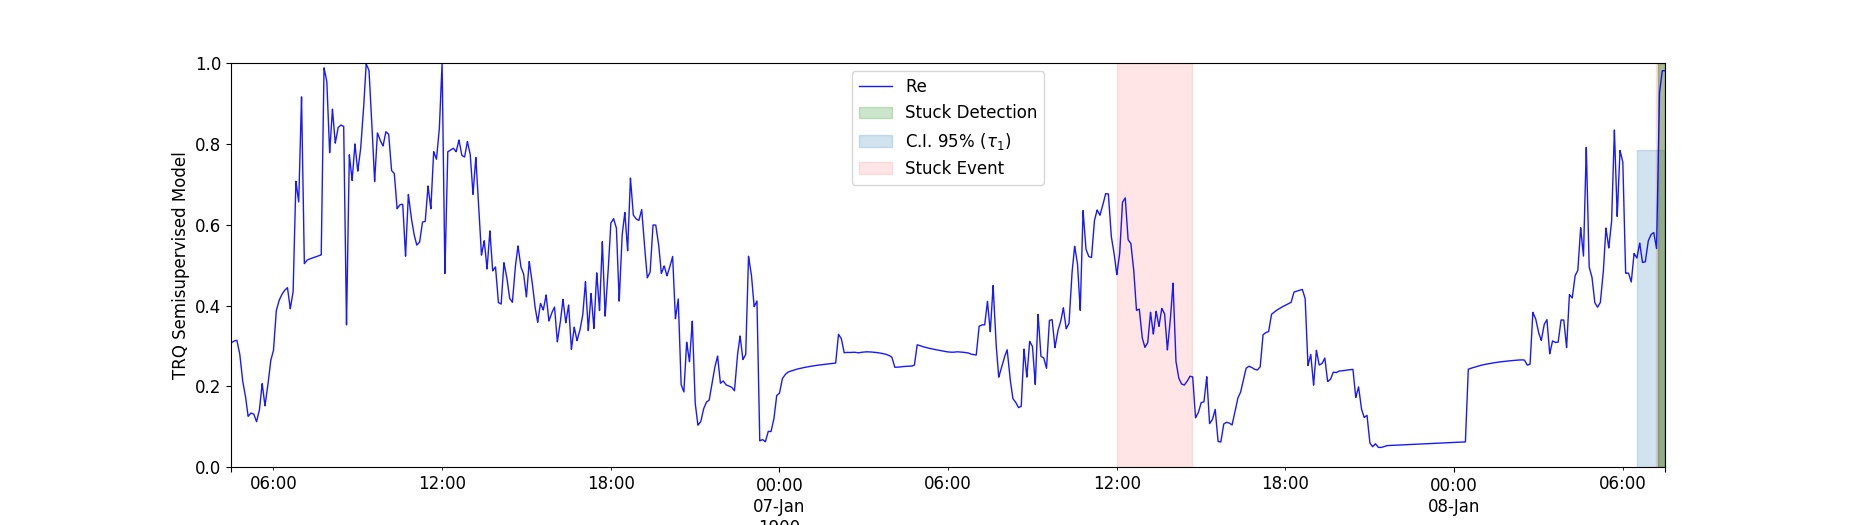 1.0
0.8
0.6
0.4
0.2
0.0
TRQ Semisupervised Model
Re
Stuck Detection
C.I. 95% (τ₁)
Stuck Event
06:00 12:00 18:00 00:00 06:00 12:00 18:00 00:00 06:00
07-Jan 08-Jan
1900